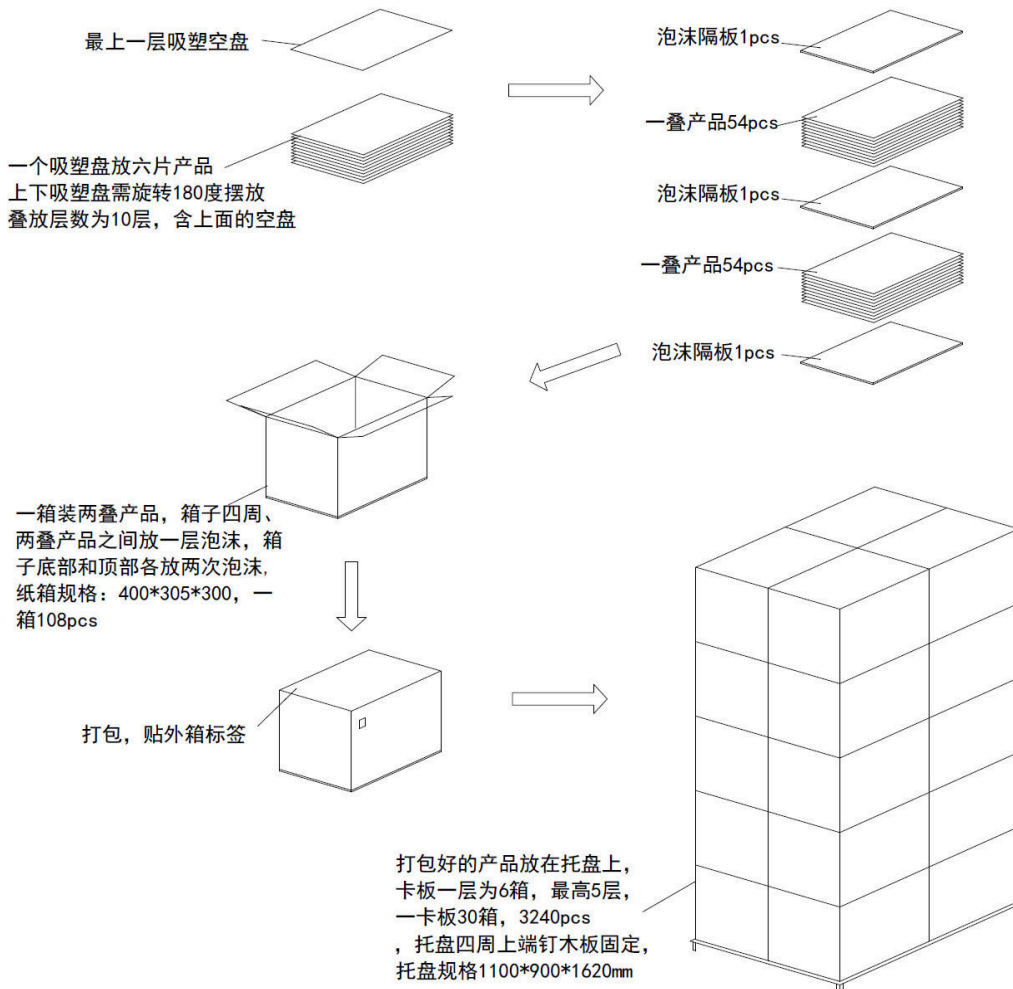 最上一层吸塑空盘
一个吸塑盘放六片产品
上下吸塑盘需旋转180度摆放
叠放层数为10层，含上面的空盘
泡沫隔板1pcs
一叠产品54pcs
泡沫隔板1pcs
一叠产品54pcs
泡沫隔板1pcs
一箱装两叠产品，箱子四周、
两叠产品之间放一层泡沫，箱
子底部和顶部各放两次泡沫,
纸箱规格：400*305*300，一
箱108pcs
打包，贴外箱标签
打包好的产品放在托盘上，
卡板一层为6箱，最高5层，
一卡板30箱，3240pcs
，托盘四周上端钉木板固定，
托盘规格1100*900*1620mm